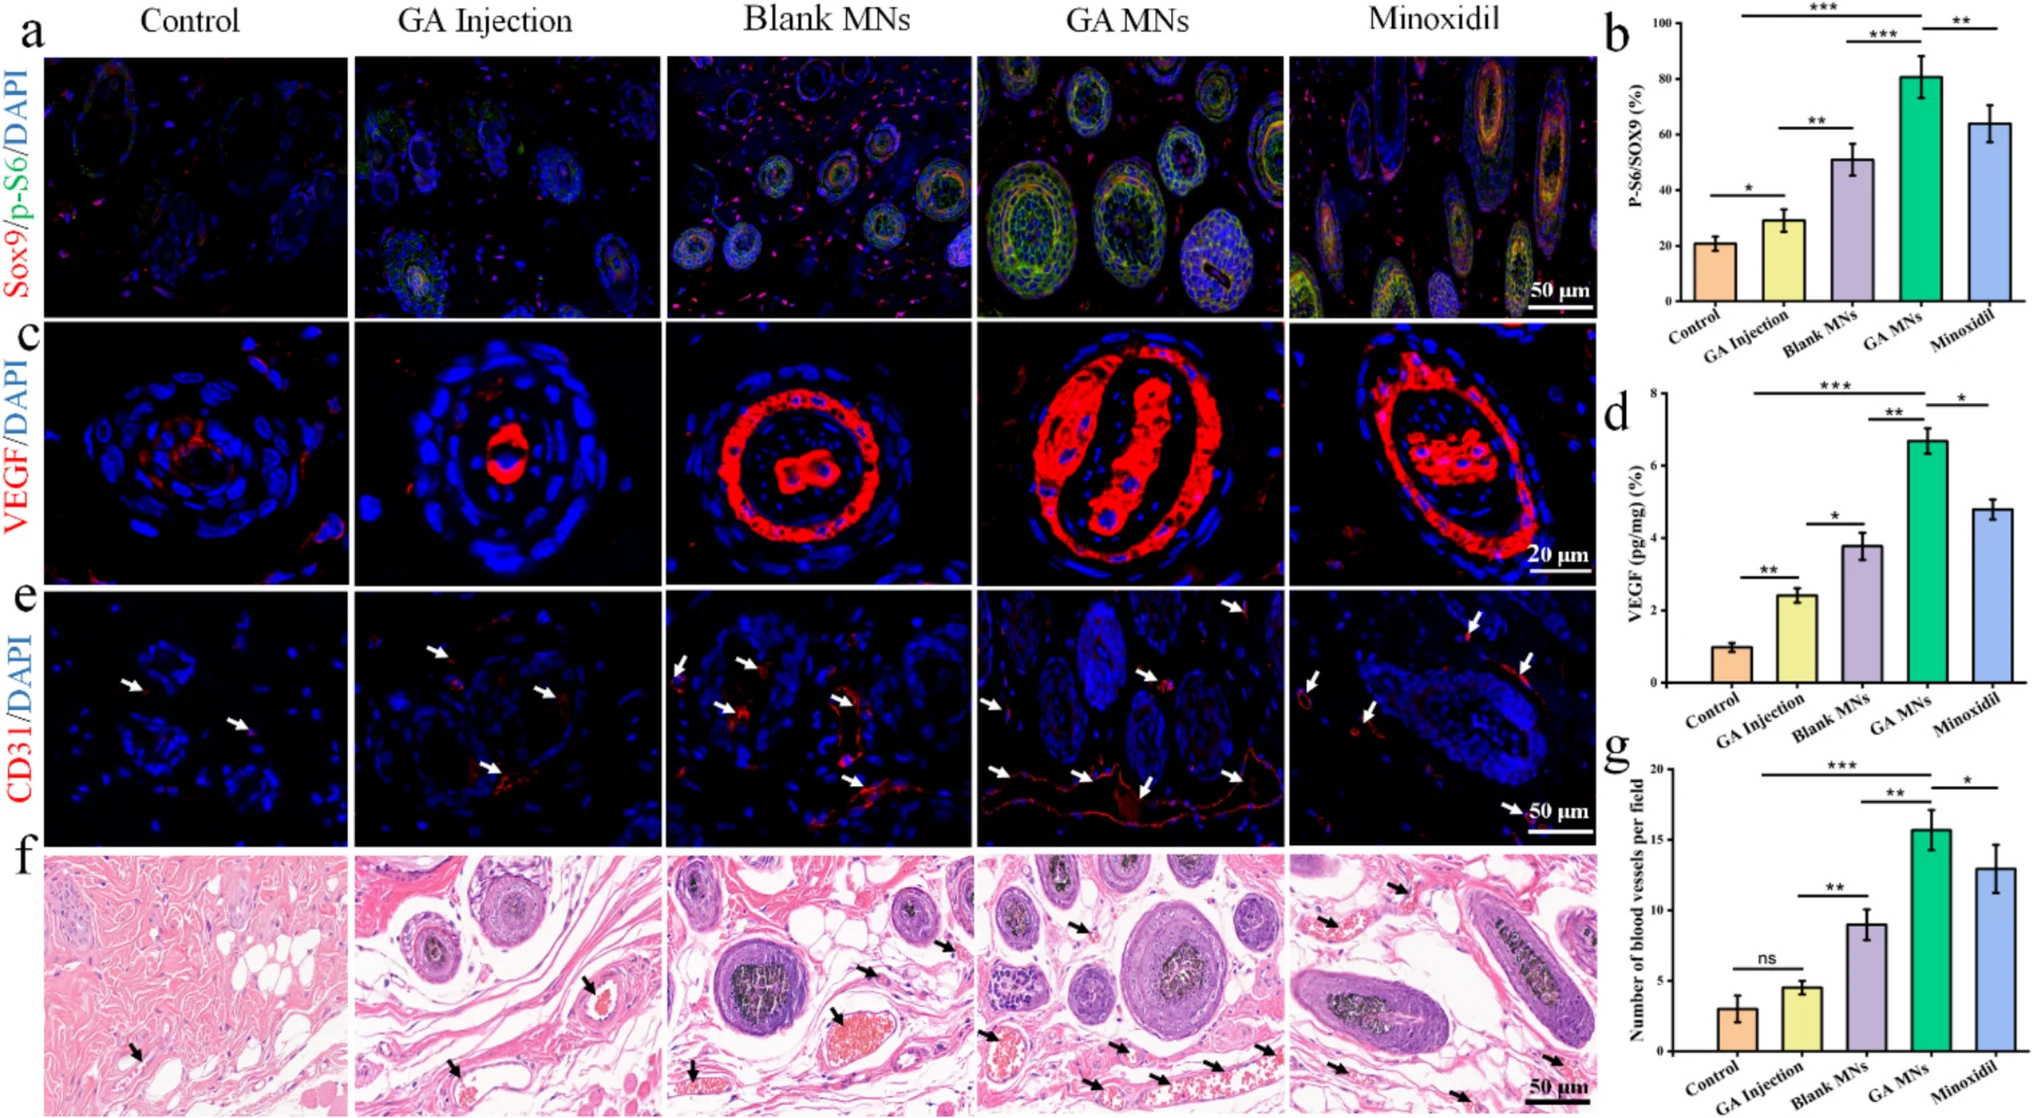 a
Control
GA Injection
Blank MNs
GA MNs
Minoxidil
Sox9/p-S6/DAPI
50 μm
b
P-S6/SOX9 (%)
100
80
60
40
20
0
***
**
***
**
*
Control
GA Injection
Blank MNs
GA MNs
Minoxidil
c
VEGF/DAPI
20 μm
d
VEGF (pg/mg) (%)
8
6
4
2
0
***
*
**
*
**
Control
GA Injection
Blank MNs
GA MNs
Minoxidil
e
CD31/DAPI
50 μm
f
50 μm
g
Number of blood vessels per field
20
15
10
5
0
***
*
**
**
ns
Control
GA Injection
Blank MNs
GA MNs
Minoxidil